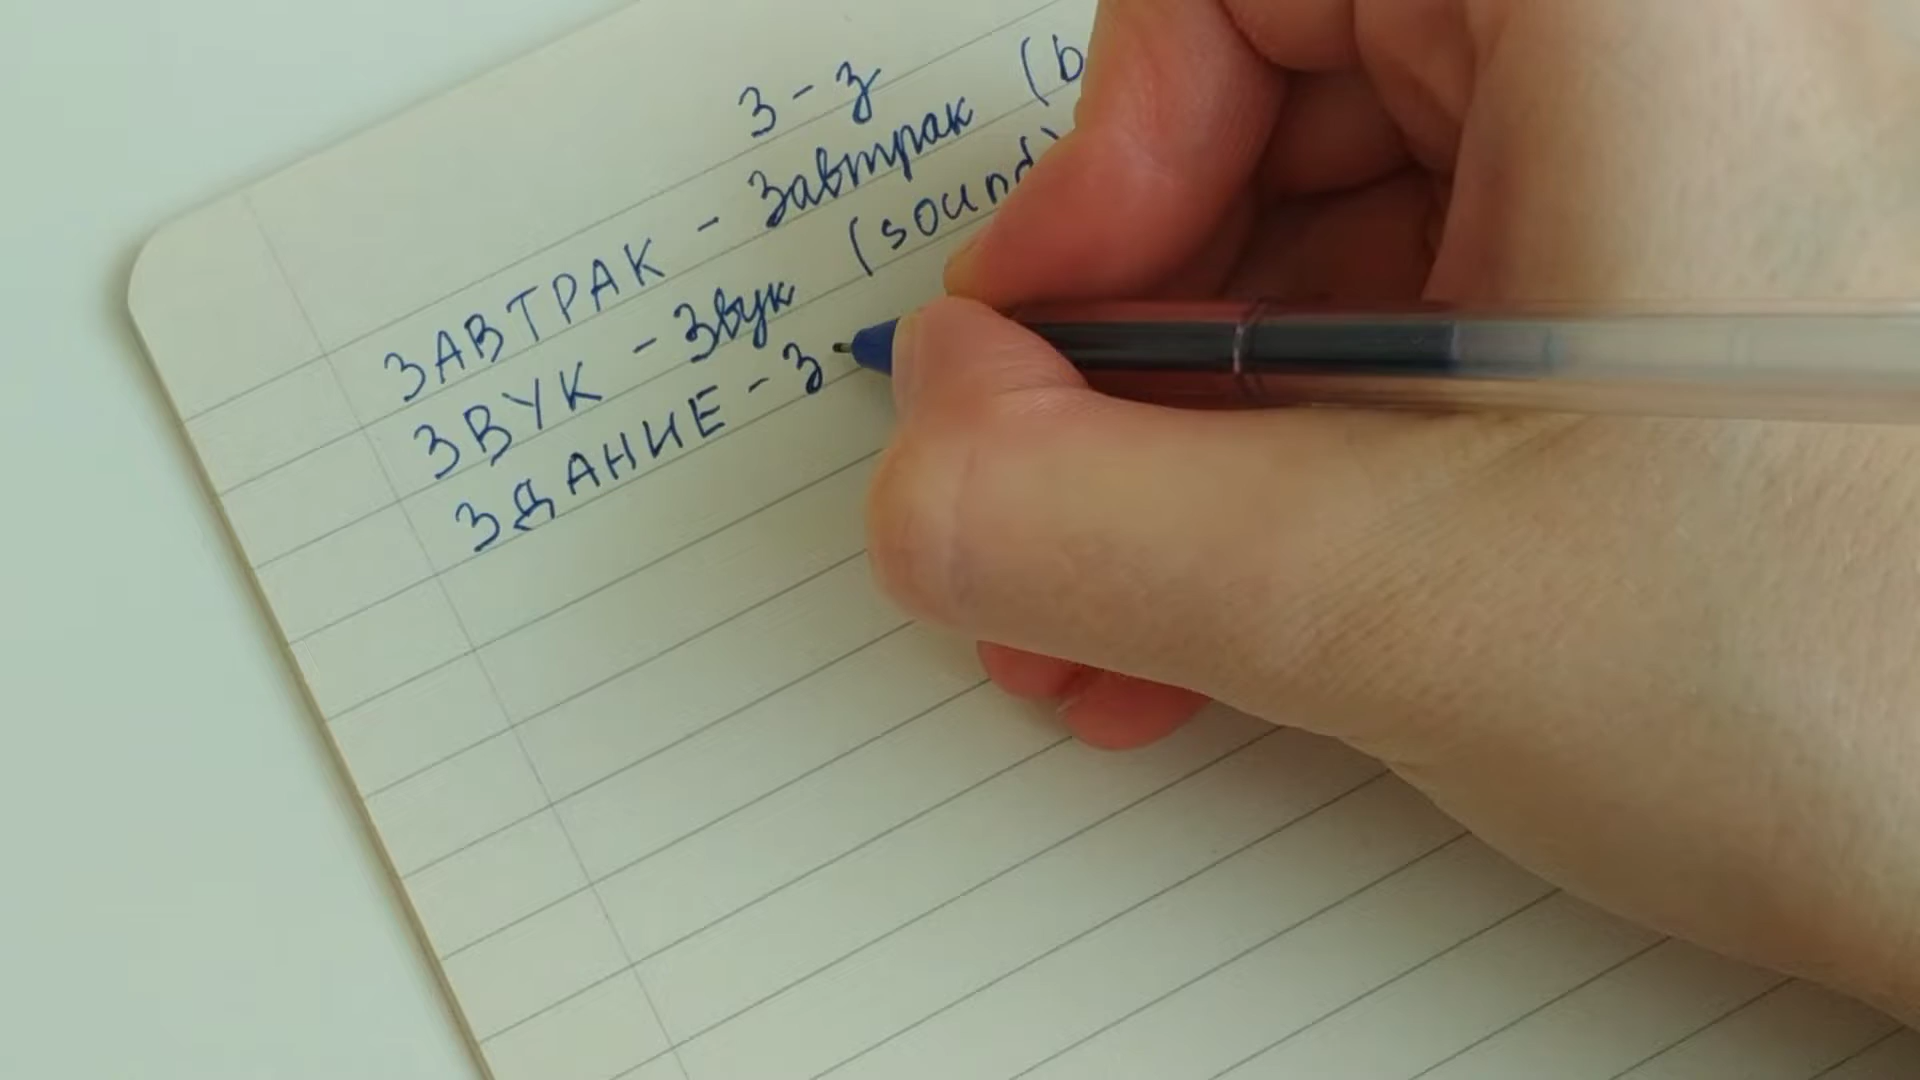 З - з
ЗАВТРАК - Завтрак (b
ЗВУК - Звук (sound)
ЗДАНИЕ - З